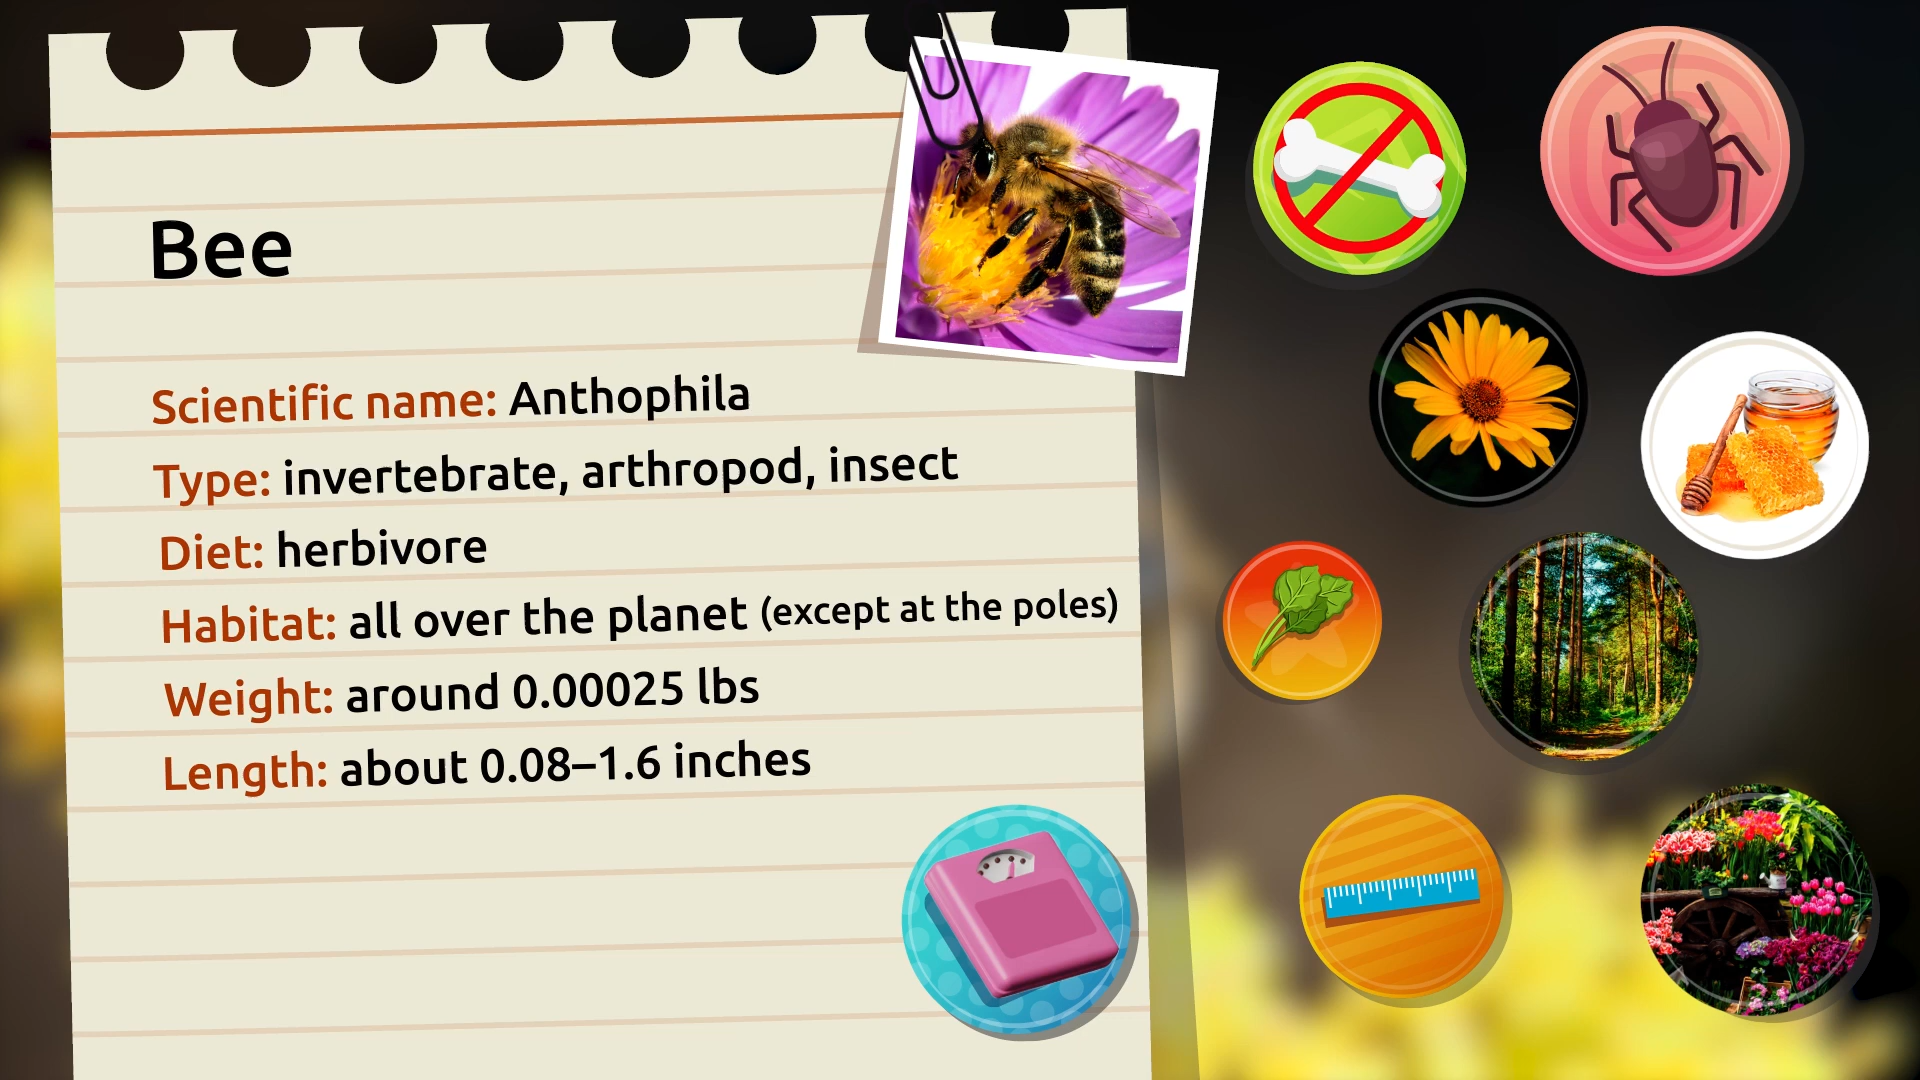 Bee
Scientific name: Anthophila
Type: invertebrate, arthropod, insect
Diet: herbivore
Habitat: all over the planet (except at the poles)
Weight: around 0.00025 lbs
Length: about 0.08–1.6 inches